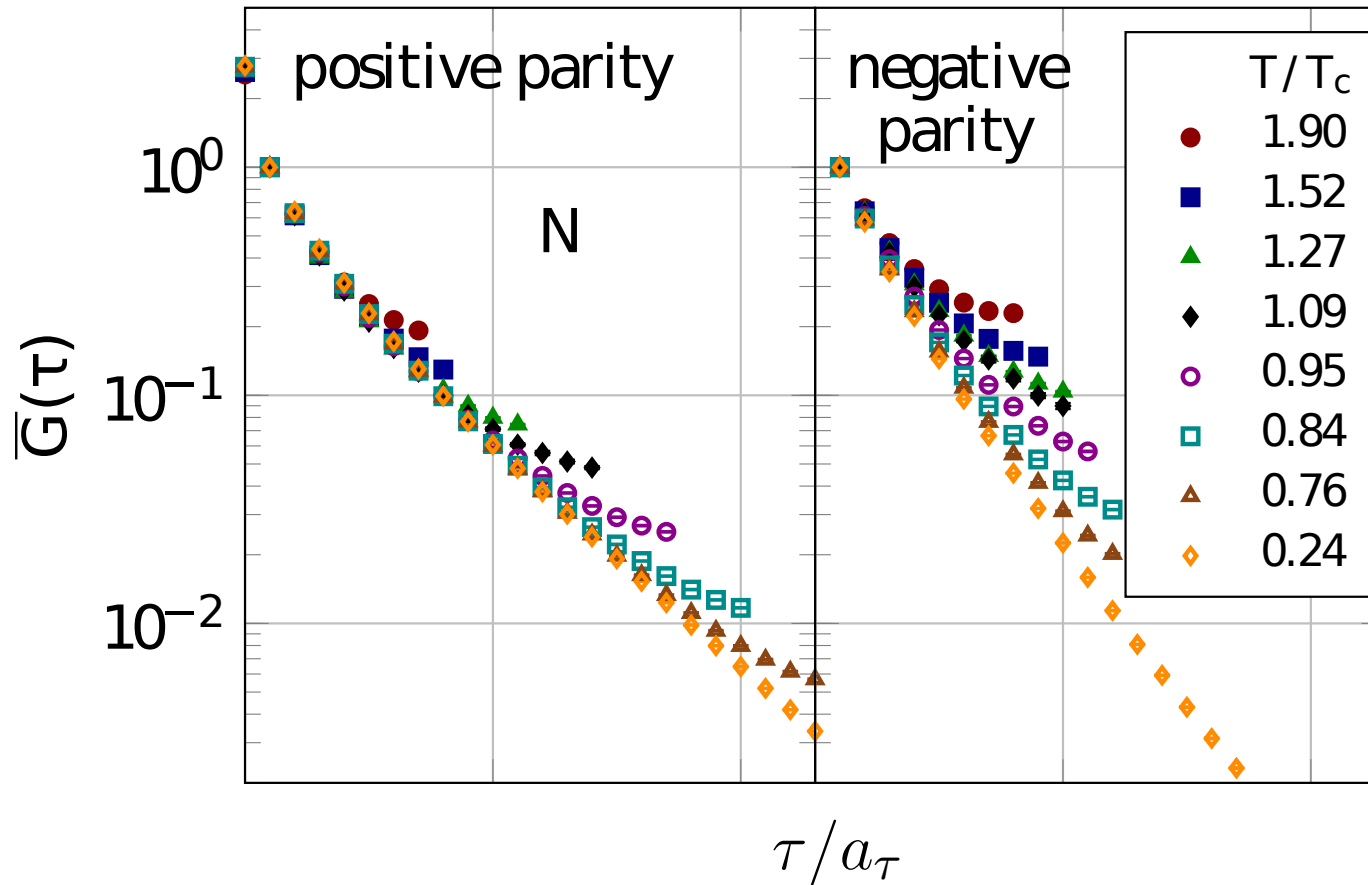 positive parity
negative
parity
N
T/T_c
1.90
1.52
1.27
1.09
0.95
0.84
0.76
0.24
10^0
10^−1
10^−2
G̅(τ)
τ/a_τ